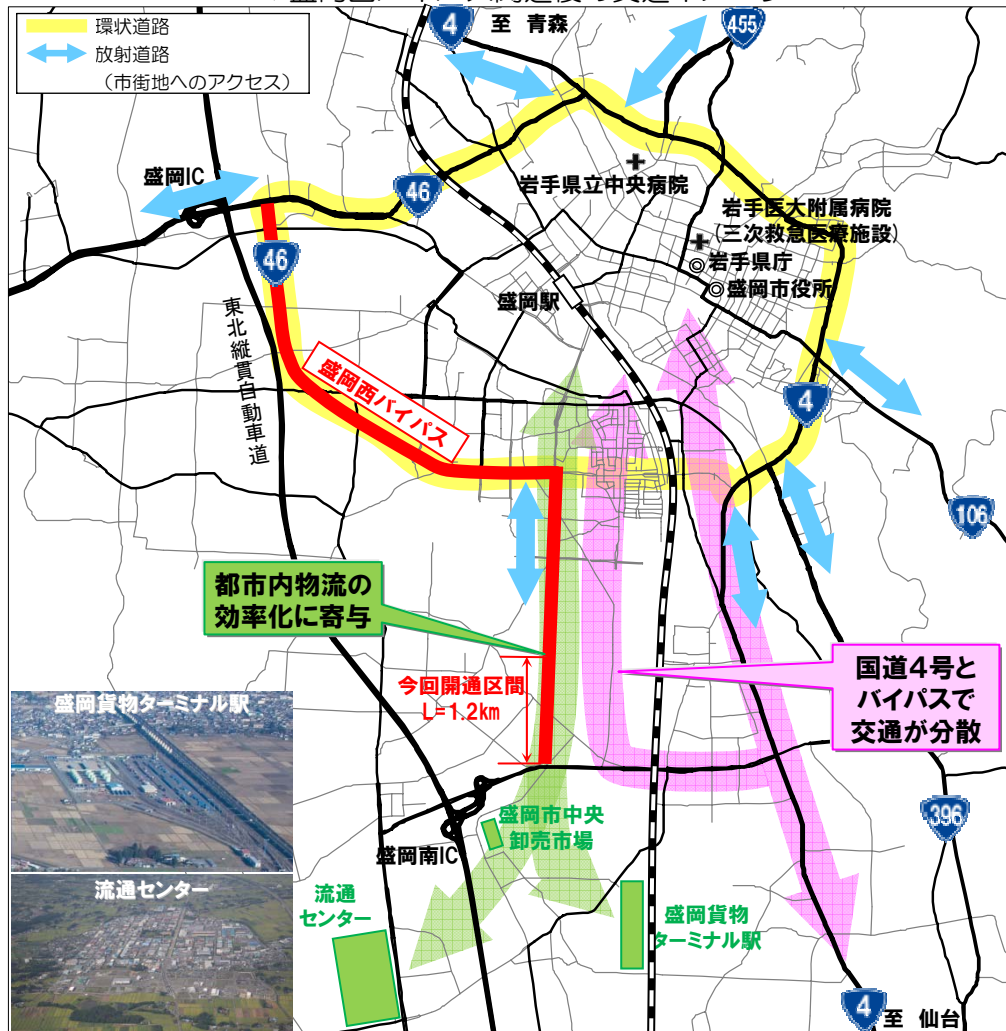 環状道路
放射道路
(市街地へのアクセス)
4
至 青森
455
盛岡IC
46
岩手県立中央病院
岩手医大附属病院
(三次救急医療施設)
岩手県庁
盛岡市役所
46
盛岡駅
東北縦貫自動車道
盛岡西バイパス
4
106
都市内物流の
効率化に寄与
今回開通区間
L=1.2km
国道4号と
バイパスで
交通が分散
盛岡貨物ターミナル駅
盛岡市中央
卸売市場
396
盛岡南IC
流通センター
流通
センター
盛岡貨物
ターミナル駅
4
至 仙台